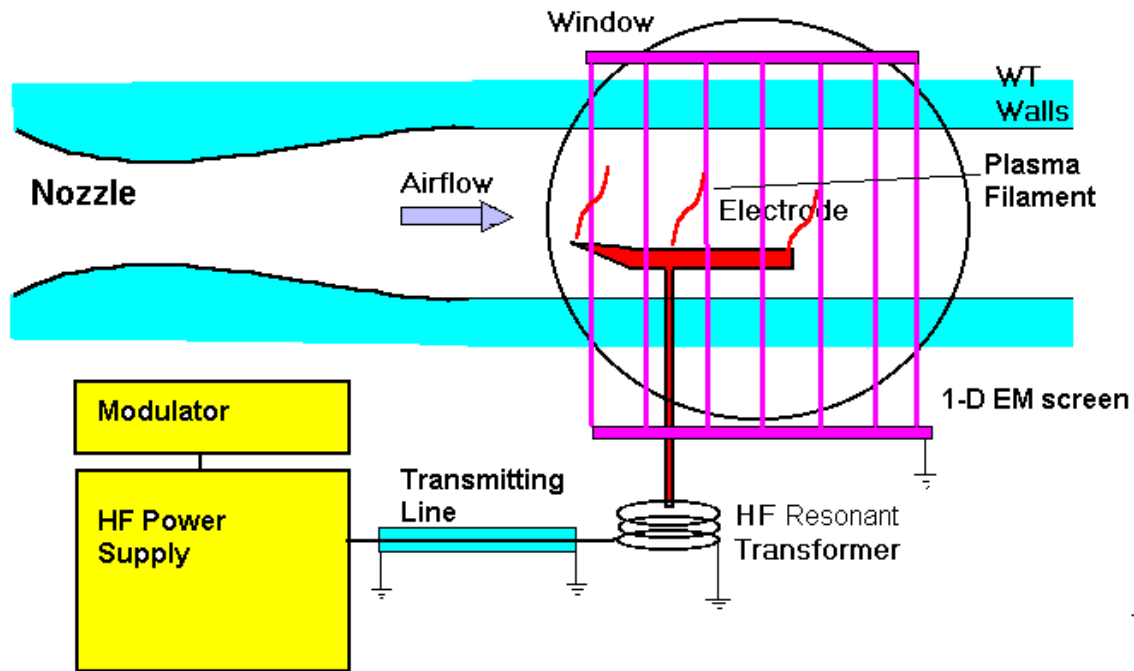 Window
WT
Walls
Nozzle
Airflow
Plasma
Filament
Electrode
1-D EM screen
Modulator
HF Power
Supply
Transmitting
Line
HF Resonant
Transformer